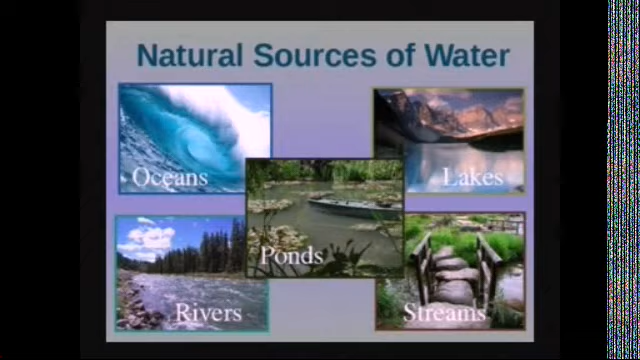 Natural Sources of Water
Oceans
Lakes
Ponds
Rivers
Streams